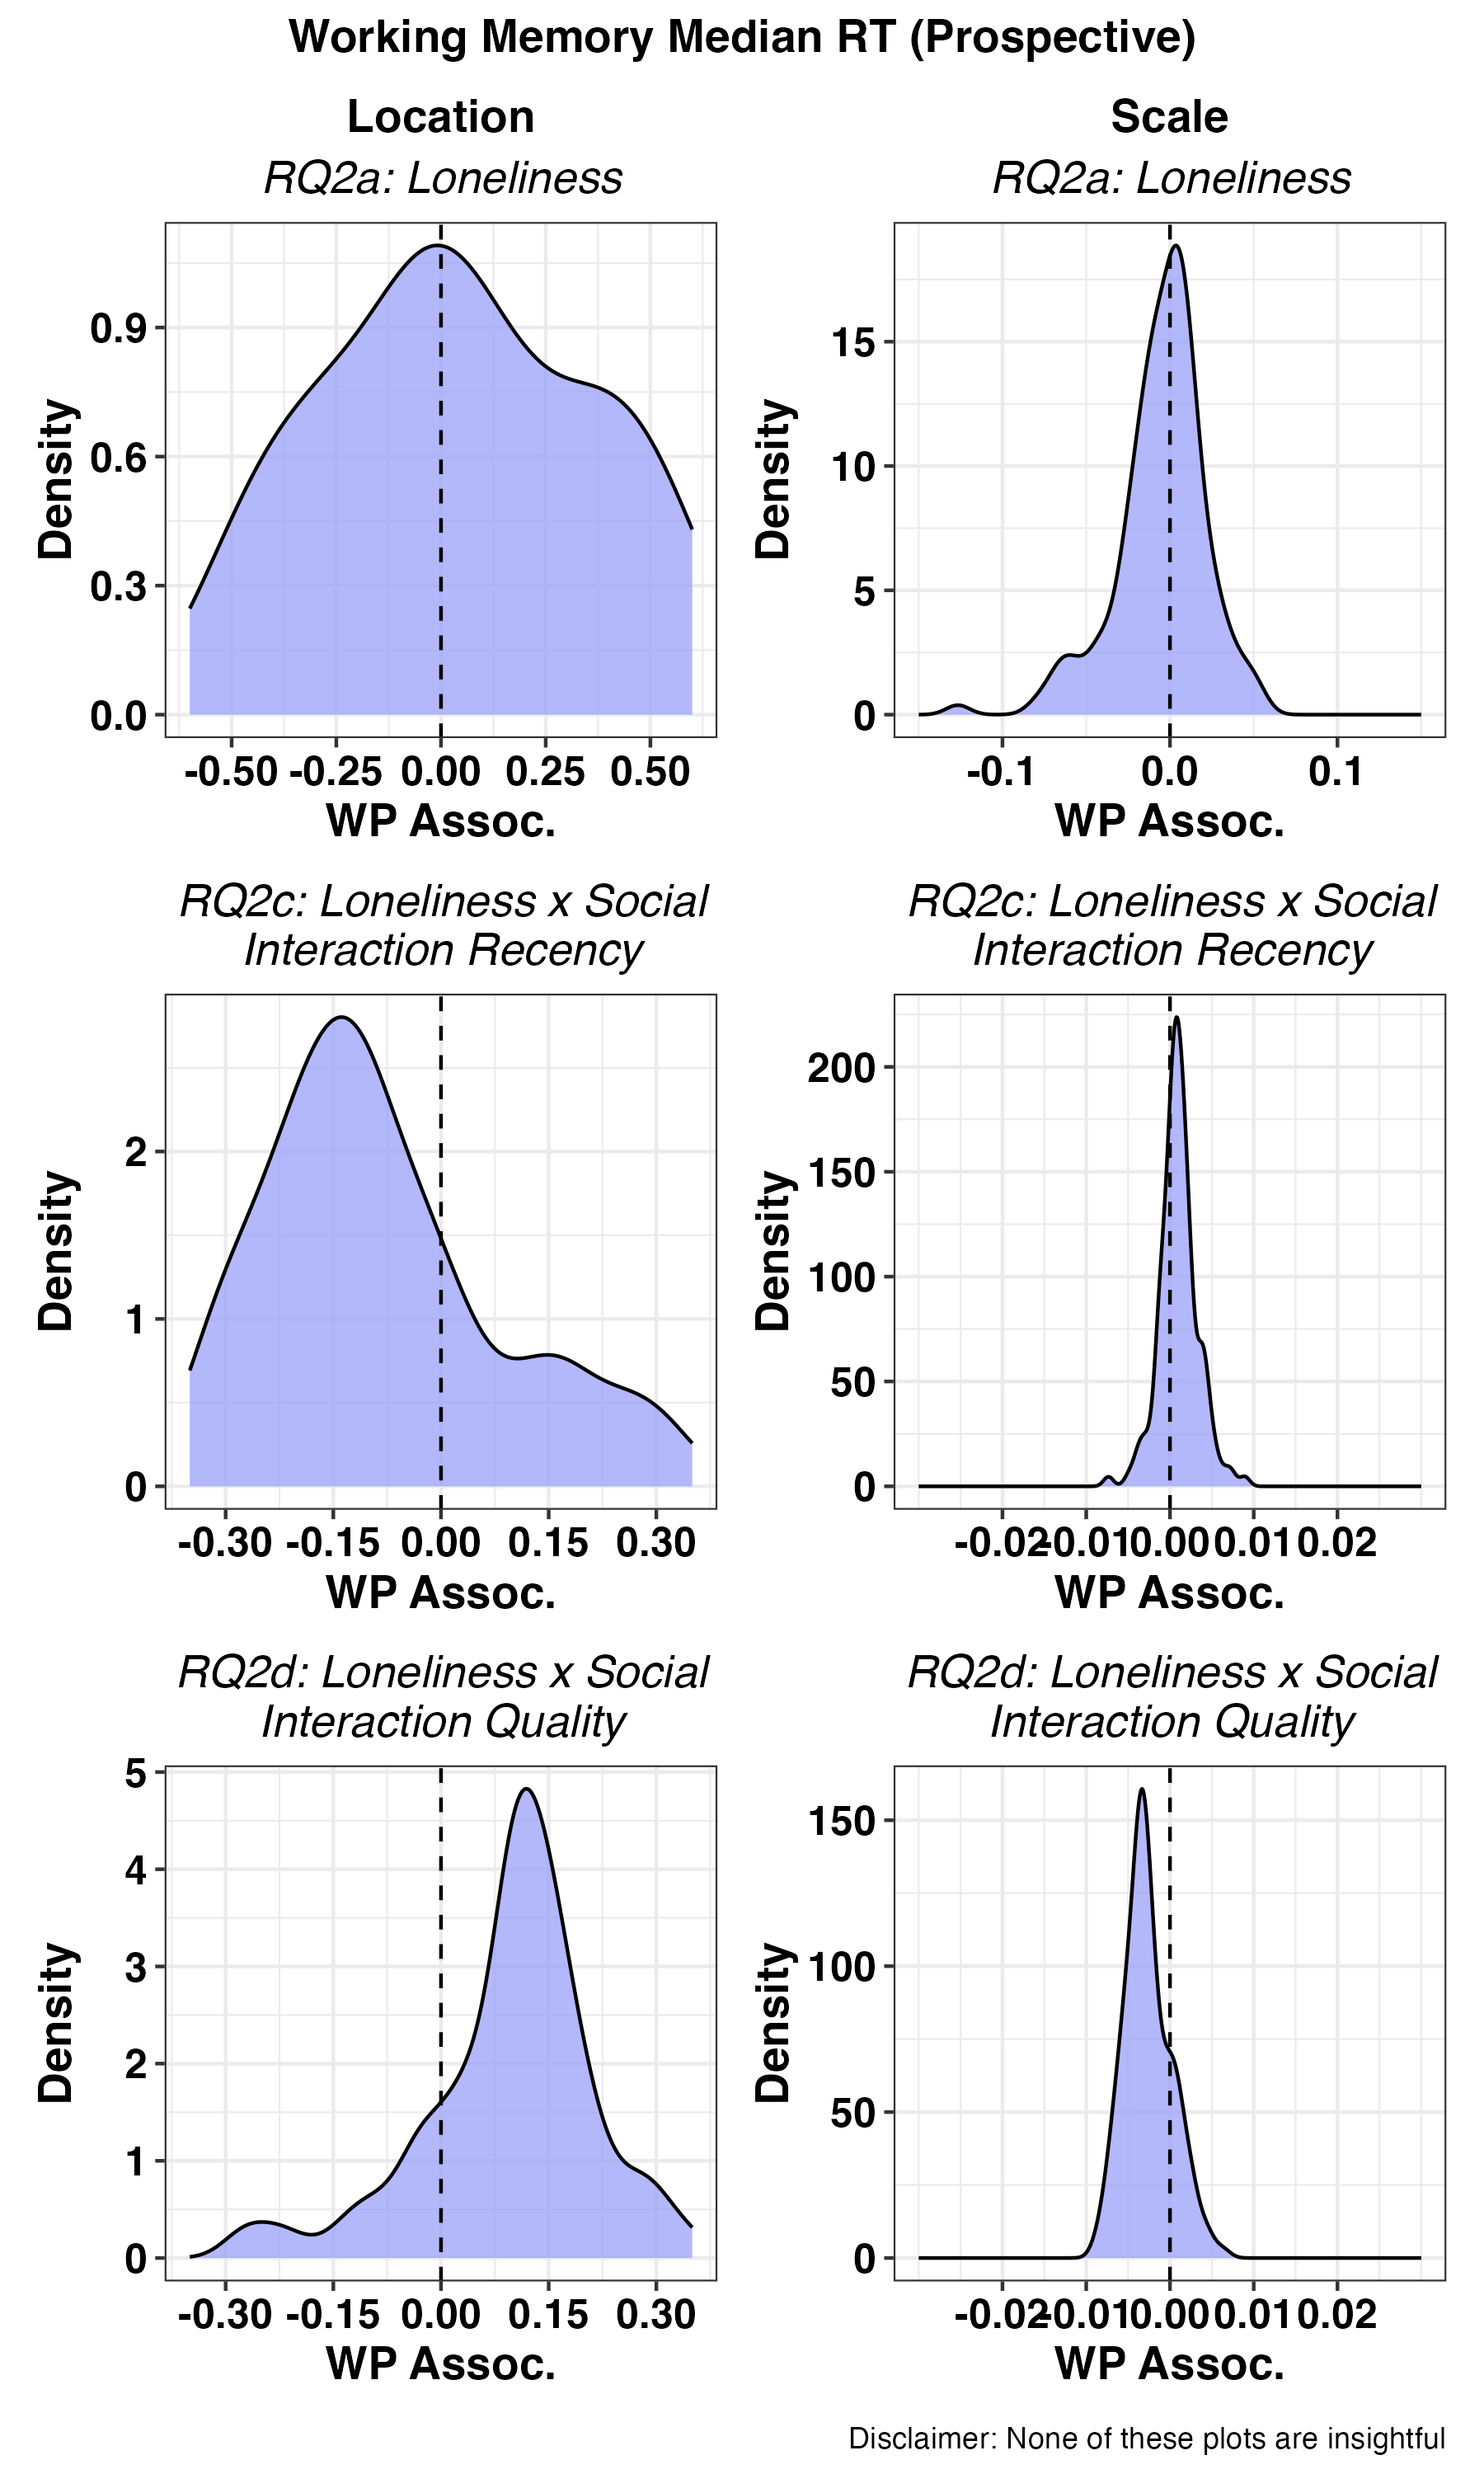 Working Memory Median RT (Prospective)
Location
Scale
RQ2a: Loneliness
RQ2a: Loneliness
Density
0.9
0.6
0.3
0.0
-0.50 -0.25 0.00 0.25 0.50
WP Assoc.
Density
15
10
5
0
-0.1 0.0 0.1
WP Assoc.
RQ2c: Loneliness x Social
Interaction Recency
RQ2c: Loneliness x Social
Interaction Recency
Density
2
1
0
-0.30 -0.15 0.00 0.15 0.30
WP Assoc.
Density
200
150
100
50
0
-0.02 -0.01 0.00 0.01 0.02
WP Assoc.
RQ2d: Loneliness x Social
Interaction Quality
RQ2d: Loneliness x Social
Interaction Quality
Density
5
4
3
2
1
0
-0.30 -0.15 0.00 0.15 0.30
WP Assoc.
Density
150
100
50
0
-0.02 -0.01 0.00 0.01 0.02
WP Assoc.
Disclaimer: None of these plots are insightful